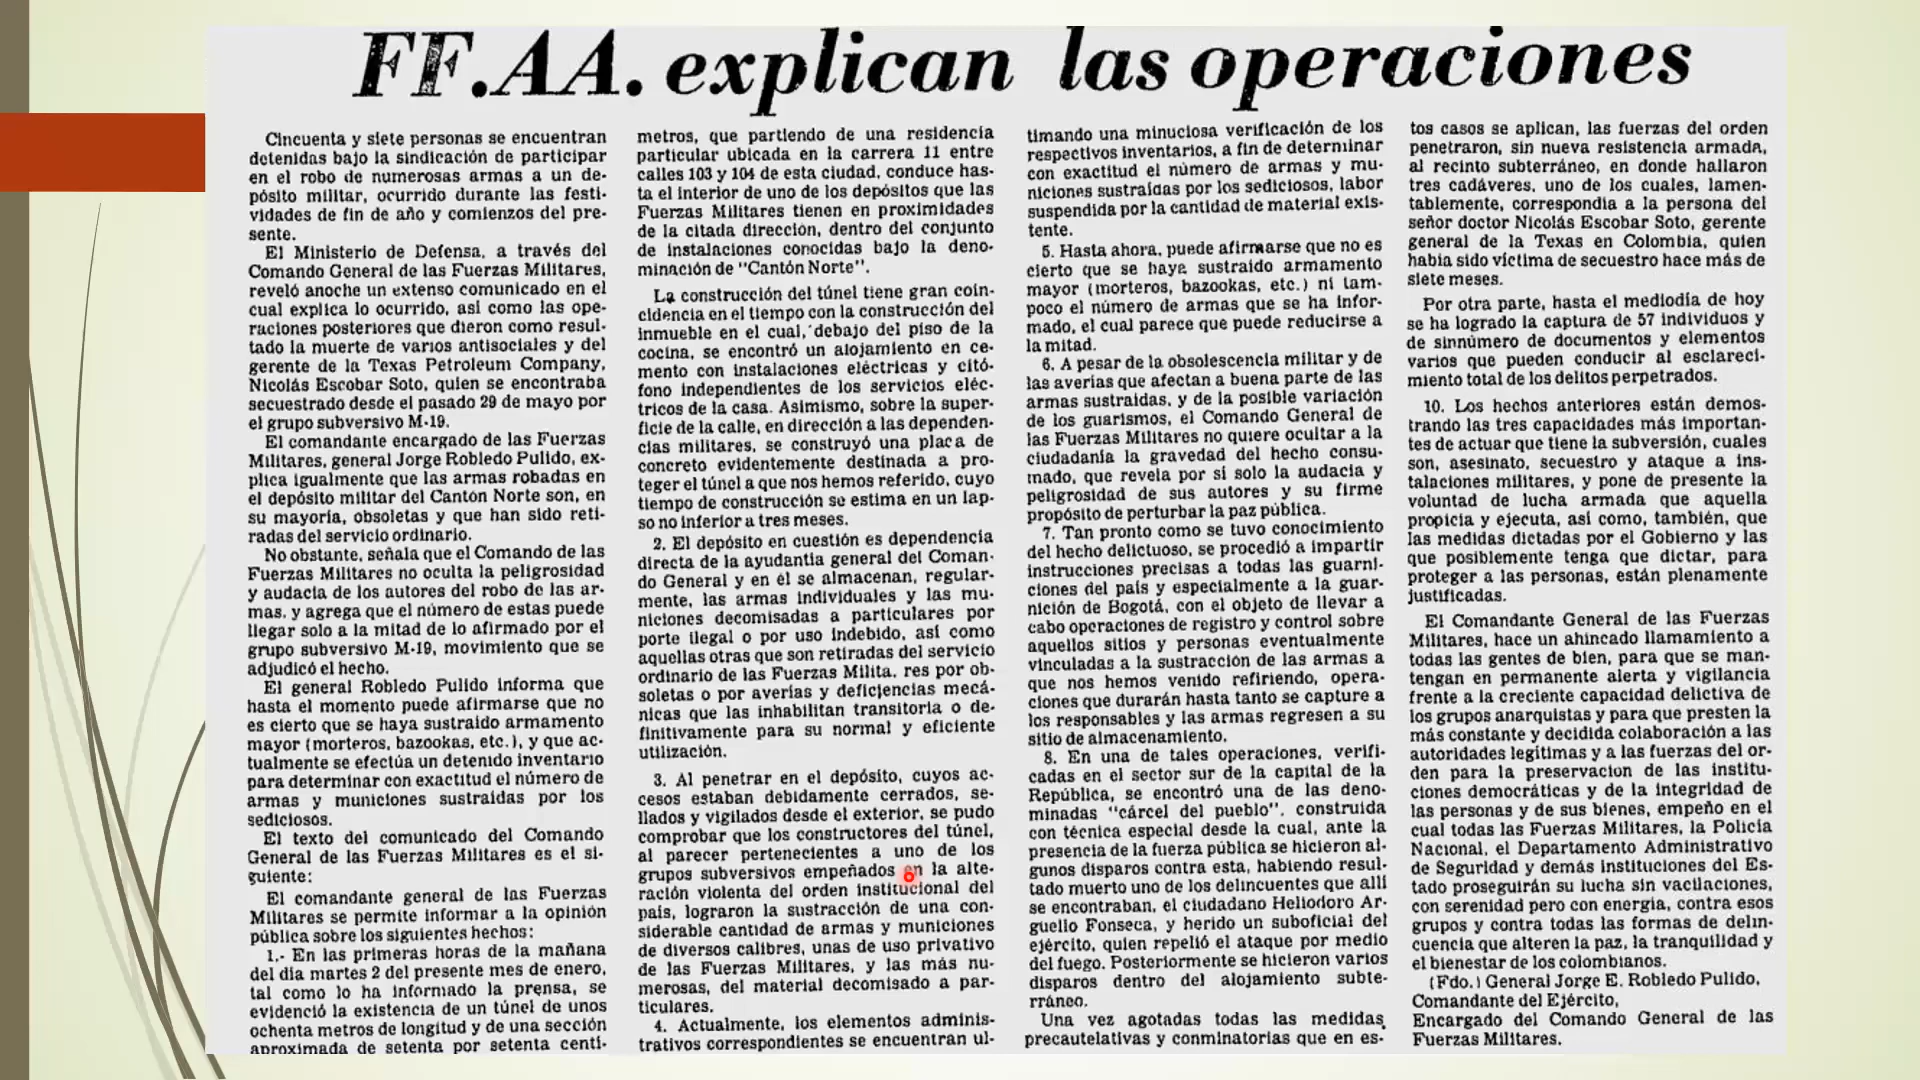 FF.AA. explican las operaciones
Cincuenta y siete personas se encuentran
detenidas bajo la sindicación de participar
en el robo de numerosas armas a un de-
pósito militar, ocurrido durante las festi-
vidades de fin de año y comienzos del pre-
sente.
El Ministerio de Defensa, a través del
Comando General de las Fuerzas Militares,
reveló anoche un extenso comunicado en el
cual explica lo ocurrido, así como las ope-
raciones posteriores que dieron como resul-
tado la muerte de varios antisociales y del
gerente de la Texas Petroleum Company,
Nicolás Escobar Soto, quien se encontraba
secuestrado desde el pasado 29 de mayo por
el grupo subversivo M-19.
El comandante encargado de las Fuerzas
Militares, general Jorge Robledo Pulido, ex-
plica igualmente que las armas robadas en
el depósito militar del Cantón Norte son, en
su mayoría, obsoletas y que han sido reti-
radas del servicio ordinario.
No obstante, señala que el Comando de las
Fuerzas Militares no oculta la peligrosidad
y audacia de los autores del robo de las ar-
mas, y agrega que el número de estas puede
llegar solo a la mitad de lo afirmado por el
grupo subversivo M-19, movimiento que se
adjudicó el hecho.
El general Robledo Pulido informa que
hasta el momento puede afirmarse que no
es cierto que se haya sustraído armamento
mayor (morteros, bazookas, etc.), y que ac-
tualmente se efectúa un detenido inventario
para determinar con exactitud el número de
armas y municiones sustraídas por los
sediciosos.
El texto del comunicado del Comando
General de las Fuerzas Militares es el si-
guiente:
El comandante general de las Fuerzas
Militares se permite informar a la opinión
pública sobre los siguientes hechos:
1.- En las primeras horas de la mañana
del día martes 2 del presente mes de enero,
tal como lo ha informado la prensa, se
evidenció la existencia de un túnel de unos
ochenta metros de longitud y de una sección
aproximada de setenta por setenta centi-
metros, que partiendo de una residencia
particular ubicada en la carrera 11 entre
calles 103 y 104 de esta ciudad, conduce has-
ta el interior de uno de los depósitos que las
Fuerzas Militares tienen en proximidades
de la citada dirección, dentro del conjunto
de instalaciones conocidas bajo la deno-
minación de "Cantón Norte".
La construcción del túnel tiene gran coin-
cidencia en el tiempo con la construcción del
inmueble en el cual, debajo del piso de la
cocina, se encontró un alojamiento en ce-
mento con instalaciones eléctricas y citó-
fono independientes de los servicios eléc-
tricos de la casa. Asimismo, sobre la super-
ficie de la calle, en dirección a las dependen-
cias militares, se construyó una placa de
concreto evidentemente destinada a pro-
teger el túnel a que nos hemos referido, cuyo
tiempo de construcción se estima en un lap-
so no inferior a tres meses.
2. El depósito en cuestión es dependencia
directa de la ayudantía general del Coman-
do General y en él se almacenan, regular-
mente, las armas individuales y las mu-
niciones decomisadas a particulares por
porte ilegal o por uso indebido, así como
aquellas otras que son retiradas del servicio
ordinario de las Fuerzas Milita. res por ob-
soletas o por averías y deficiencias mecá-
nicas que las inhabilitan transitoria o de-
finitivamente para su normal y eficiente
utilización.
3. Al penetrar en el depósito, cuyos ac-
cesos estaban debidamente cerrados, se-
llados y vigilados desde el exterior, se pudo
comprobar que los constructores del túnel,
al parecer pertenecientes a uno de los
grupos subversivos empeñados en la alte-
ración violenta del orden institucional del
país, lograron la sustracción de una con-
siderable cantidad de armas y municiones
de diversos calibres, unas de uso privativo
de las Fuerzas Militares, y las más nu-
merosas, del material decomisado a par-
ticulares.
4. Actualmente, los elementos adminis-
trativos correspondientes se encuentran ul-
timando una minuciosa verificación de los
respectivos inventarios, a fin de determinar
con exactitud el número de armas y mu-
niciones sustraídas por los sediciosos, labor
suspendida por la cantidad de material exis-
tente.
5. Hasta ahora, puede afirmarse que no es
cierto que se haya sustraído armamento
mayor (morteros, bazookas, etc.) ni tam-
poco el número de armas que se ha infor-
mado, el cual parece que puede reducirse a
la mitad.
6. A pesar de la obsolescencia militar y de
las averías que afectan a buena parte de las
armas sustraídas, y de la posible variación
de los guarismos, el Comando General de
las Fuerzas Militares no quiere ocultar a la
ciudadanía la gravedad del hecho consu-
mado, que revela por sí solo la audacia y
peligrosidad de sus autores y su firme
propósito de perturbar la paz pública.
7. Tan pronto como se tuvo conocimiento
del hecho delictuoso, se procedió a impartir
instrucciones precisas a todas las guarni-
ciones del país y especialmente a la guar-
nición de Bogotá, con el objeto de llevar a
cabo operaciones de registro y control sobre
aquellos sitios y personas eventualmente
vinculadas a la sustracción de las armas a
que nos hemos venido refiriendo, opera-
ciones que durarán hasta tanto se capture a
los responsables y las armas regresen a su
sitio de almacenamiento.
8. En una de tales operaciones, verifi-
cadas en el sector sur de la capital de la
República, se encontró una de las deno-
minadas "cárcel del pueblo", construida
con técnica especial desde la cual, ante la
presencia de la fuerza pública se hicieron al-
gunos disparos contra esta, habiendo resul-
tado muerto uno de los delincuentes que allí
se encontraban, el ciudadano Heliodoro Ar-
guello Fonseca, y herido un suboficial del
ejército, quien repelió el ataque por medio
del fuego. Posteriormente se hicieron varios
disparos dentro del alojamiento subte-
rráneo.
Una vez agotadas todas las medidas
precautelativas y conminatorias que en es-
tos casos se aplican, las fuerzas del orden
penetraron, sin nueva resistencia armada,
al recinto subterráneo, en donde hallaron
tres cadáveres, uno de los cuales, lamen-
tablemente, correspondía a la persona del
señor doctor Nicolás Escobar Soto, gerente
general de la Texas en Colombia, quien
había sido víctima de secuestro hace más de
siete meses.
Por otra parte, hasta el mediodía de hoy
se ha logrado la captura de 57 individuos y
de sinnúmero de documentos y elementos
varios que pueden conducir al esclareci-
miento total de los delitos perpetrados.
10. Los hechos anteriores están demos-
trando las tres capacidades más importan-
tes de actuar que tiene la subversión, cuales
son, asesinato, secuestro y ataque a ins-
talaciones militares, y pone de presente la
voluntad de lucha armada que aquella
propicia y ejecuta, así como, también, que
las medidas dictadas por el Gobierno y las
que posiblemente tenga que dictar, para
proteger a las personas, están plenamente
justificadas.
El Comandante General de las Fuerzas
Militares, hace un ahincado llamamiento a
todas las gentes de bien, para que se man-
tengan en permanente alerta y vigilancia
frente a la creciente capacidad delictiva de
los grupos anarquistas y para que presten la
más constante y decidida colaboración a las
autoridades legítimas y a las fuerzas del or-
den para la preservación de las institu-
ciones democráticas y de la integridad de
las personas y de sus bienes, empeño en el
cual todas las Fuerzas Militares, la Policía
Nacional, el Departamento Administrativo
de Seguridad y demás instituciones del Es-
tado proseguirán su lucha sin vacilaciones,
con serenidad pero con energía, contra esos
grupos y contra todas las formas de delin-
cuencia que alteren la paz, la tranquilidad y
el bienestar de los colombianos.
(Fdo.) General Jorge E. Robledo Pulido,
Comandante del Ejército,
Encargado del Comando General de las
Fuerzas Militares.